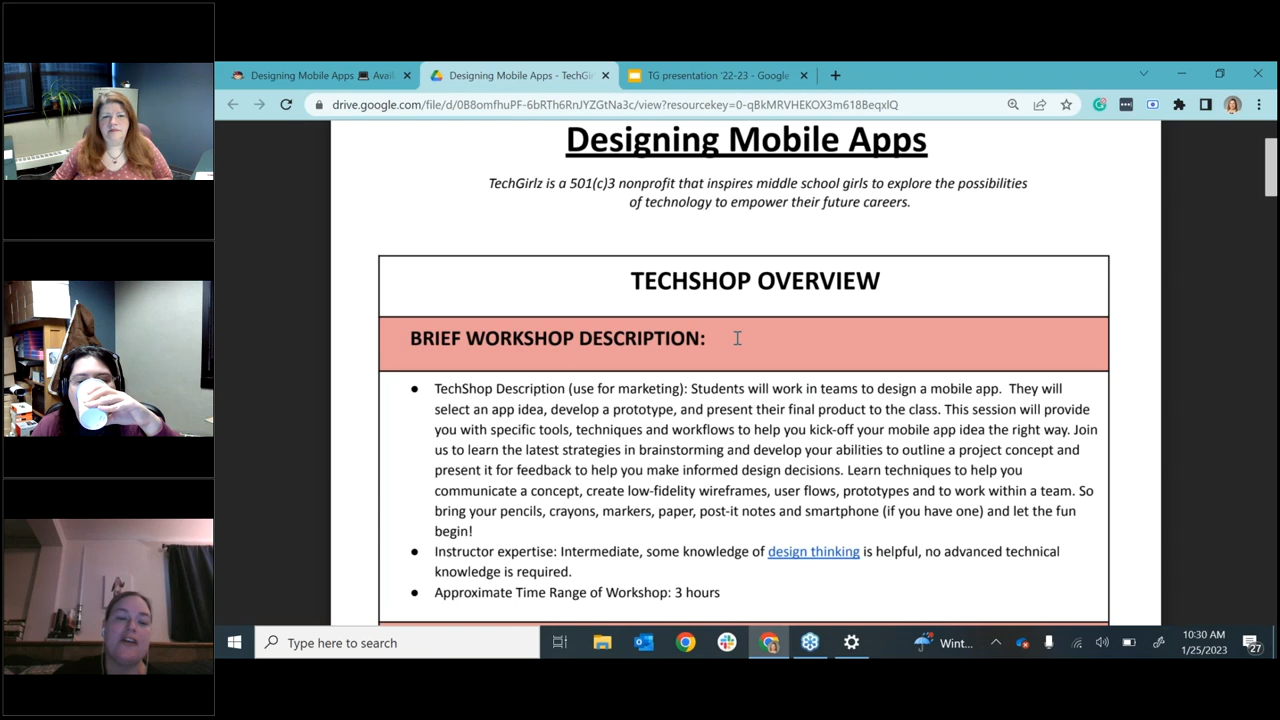 Designing Mobile Apps 💻 Avail
Designing Mobile Apps - TechGir
TG presentation '22-23 - Google
drive.google.com/file/d/0B8omfhuPF-6bRTh6RnJYZGtNa3c/view?resourcekey=0-qBkMRVHEKOX3m618BeqxIQ
Designing Mobile Apps
TechGirlz is a 501(c)3 nonprofit that inspires middle school girls to explore the possibilities
of technology to empower their future careers.
TECHSHOP OVERVIEW
BRIEF WORKSHOP DESCRIPTION:
● TechShop Description (use for marketing): Students will work in teams to design a mobile app.  They will
select an app idea, develop a prototype, and present their final product to the class. This session will provide
you with specific tools, techniques and workflows to help you kick-off your mobile app idea the right way. Join
us to learn the latest strategies in brainstorming and develop your abilities to outline a project concept and
present it for feedback to help you make informed design decisions. Learn techniques to help you
communicate a concept, create low-fidelity wireframes, user flows, prototypes and to work within a team. So
bring your pencils, crayons, markers, paper, post-it notes and smartphone (if you have one) and let the fun
begin!
● Instructor expertise: Intermediate, some knowledge of design thinking is helpful, no advanced technical
knowledge is required.
● Approximate Time Range of Workshop: 3 hours
Type here to search
Wint...
10:30 AM
1/25/2023
27